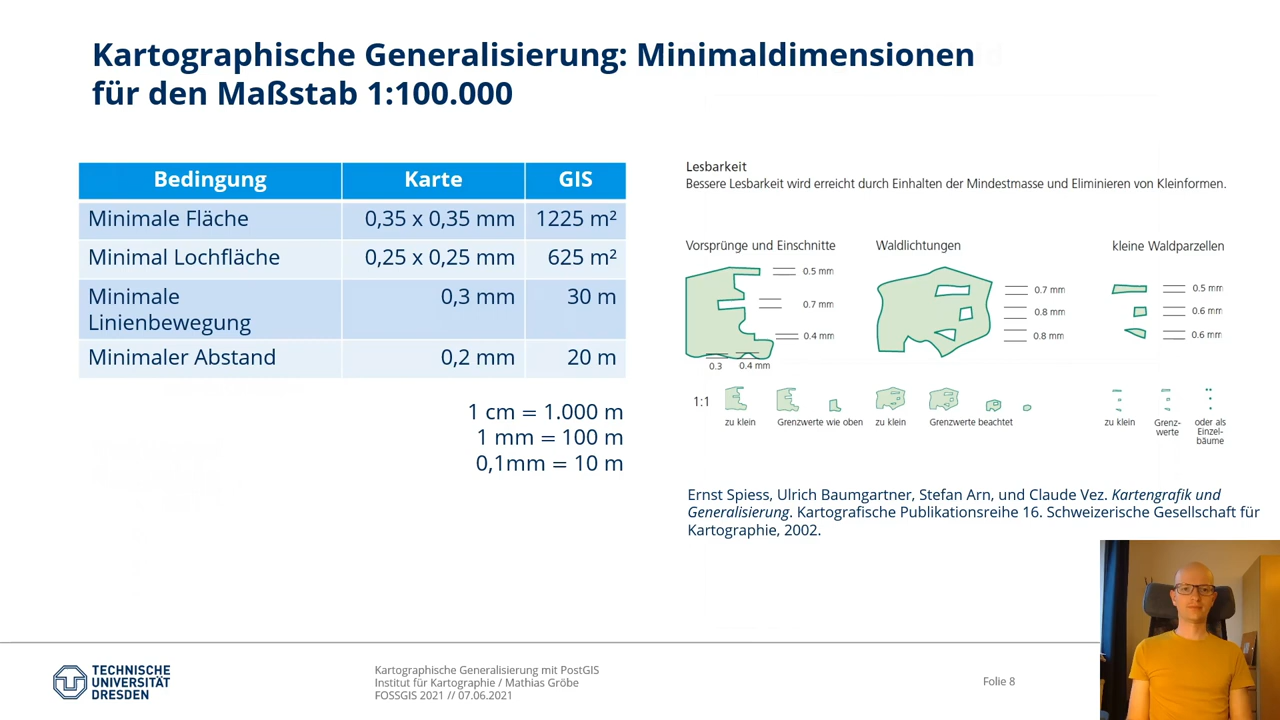 Kartographische Generalisierung: Minimaldimensionen
für den Maßstab 1:100.000
Bedingung Karte GIS
Minimale Fläche 0,35 x 0,35 mm 1225 m²
Minimal Lochfläche 0,25 x 0,25 mm 625 m²
Minimale 0,3 mm 30 m
Linienbewegung
Minimaler Abstand 0,2 mm 20 m
1 cm = 1.000 m
1 mm = 100 m
0,1mm = 10 m
Lesbarkeit
Bessere Lesbarkeit wird erreicht durch Einhalten der Mindestmasse und Eliminieren von Kleinformen.
Vorsprünge und Einschnitte Waldlichtungen kleine Waldparzellen
0.5 mm
0.7 mm
0.4 mm
0.3 0.4 mm
0.7 mm
0.8 mm
0.8 mm
0.5 mm
0.6 mm
0.6 mm
1:1
zu klein Grenzwerte wie oben zu klein Grenzwerte beachtet zu klein
Grenz-
werte
oder als
Einzel-
bäume
Ernst Spiess, Ulrich Baumgartner, Stefan Arn, und Claude Vez. Kartengrafik und
Generalisierung. Kartografische Publikationsreihe 16. Schweizerische Gesellschaft für
Kartographie, 2002.
TECHNISCHE
UNIVERSITÄT
DRESDEN
Kartographische Generalisierung mit PostGIS
Institut für Kartographie / Mathias Gröbe
FOSSGIS 2021 // 07.06.2021
Folie 8